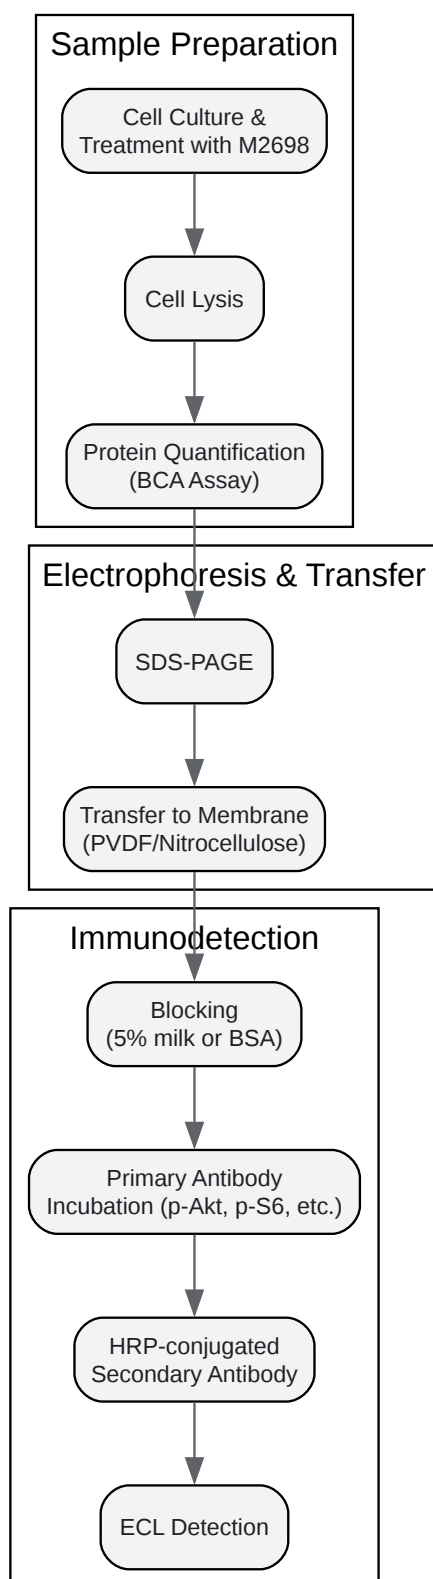 Sample Preparation
Cell Culture &
Treatment with M2698
Cell Lysis
Protein Quantification
(BCA Assay)
Electrophoresis & Transfer
SDS-PAGE
Transfer to Membrane
(PVDF/Nitrocellulose)
Immunodetection
Blocking
(5% milk or BSA)
Primary Antibody
Incubation (p-Akt, p-S6, etc.)
HRP-conjugated
Secondary Antibody
ECL Detection